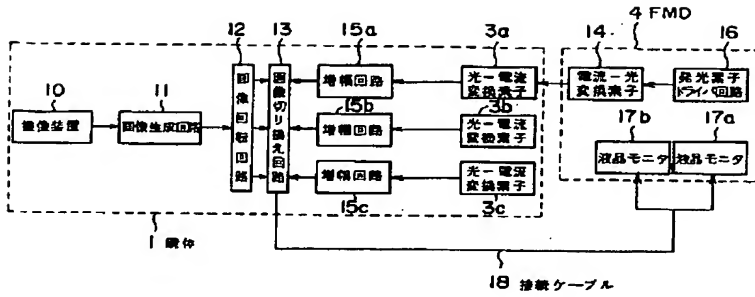 4 FMD
12
13
15a
3a
14
16
10
11
画像回転回路
画像切り換え回路
増幅回路
光-電流
変換素子
電流-光
変換素子
発光素子
ドライバ回路
撮像装置
画像生成回路
15b
3b
増幅回路
光-電流
変換素子
17b
17a
液晶モニタ
液晶モニタ
増幅回路
光-電流
変換素子
15c
3c
1 鏡体
18 接続ケーブル